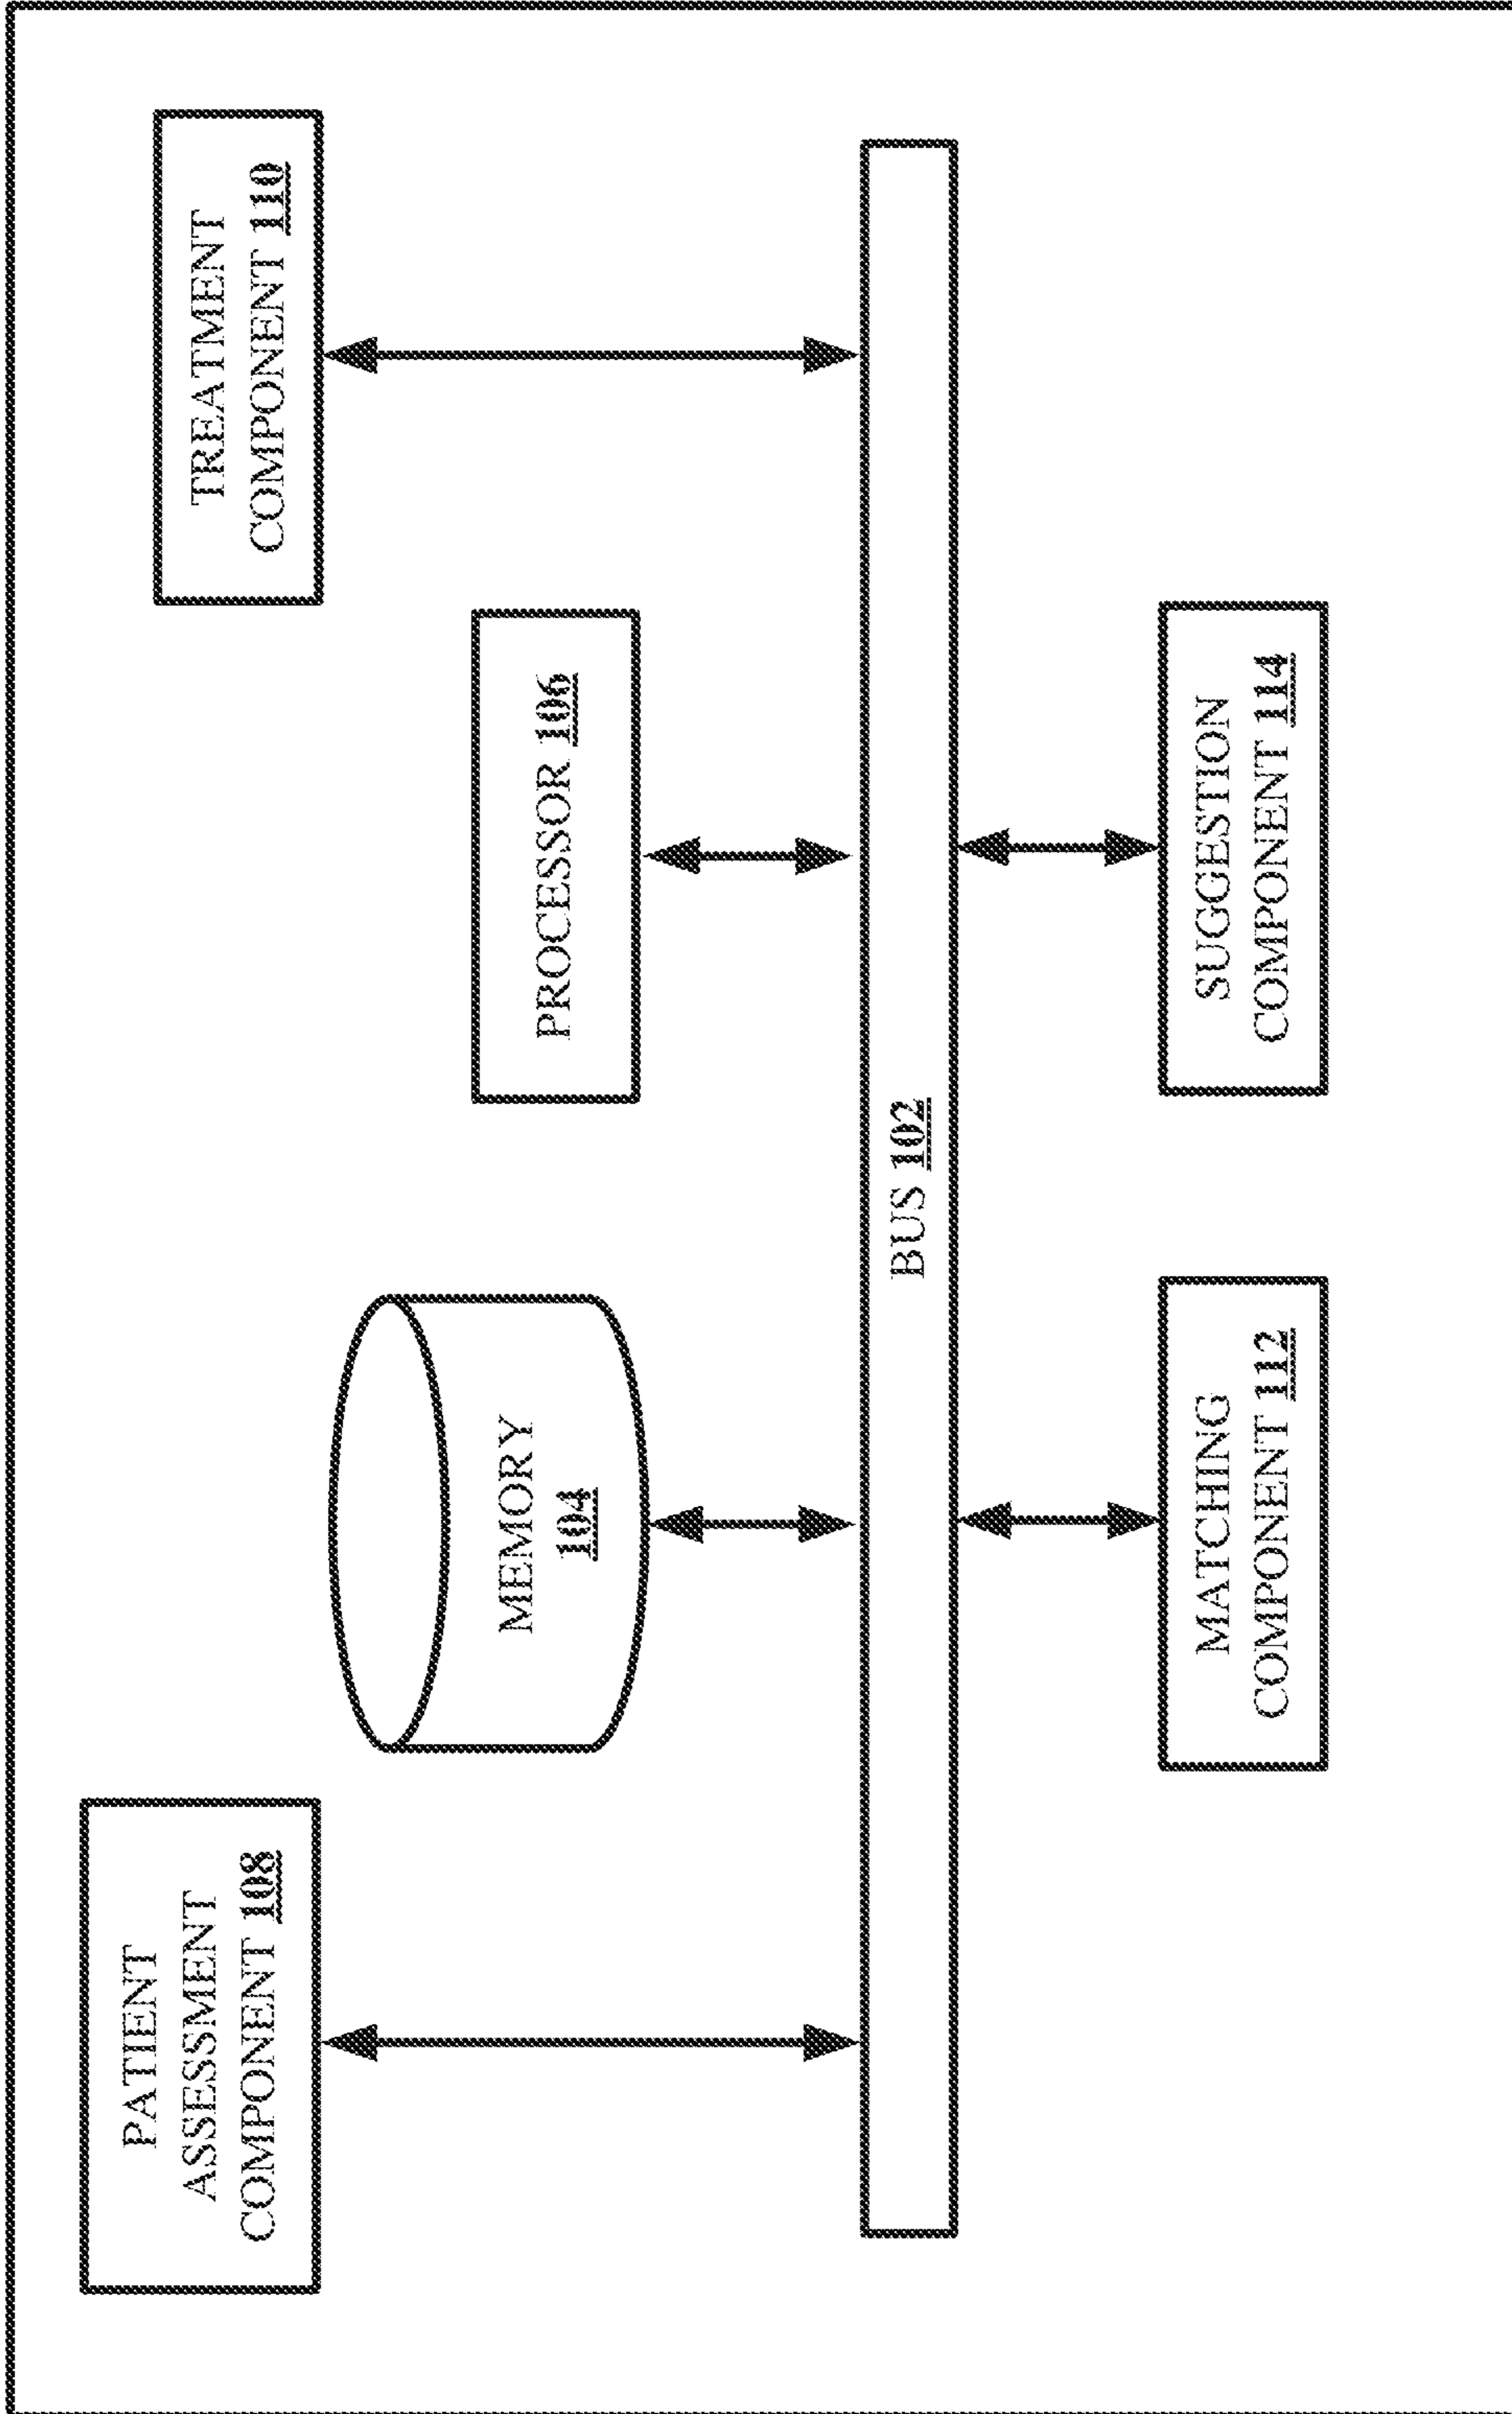 PATIENT
ASSESSMENT
COMPONENT 108
MEMORY
104
PROCESSOR 106
TREATMENT
COMPONENT 110
BUS 102
MATCHING
COMPONENT 112
SUGGESTION
COMPONENT 114